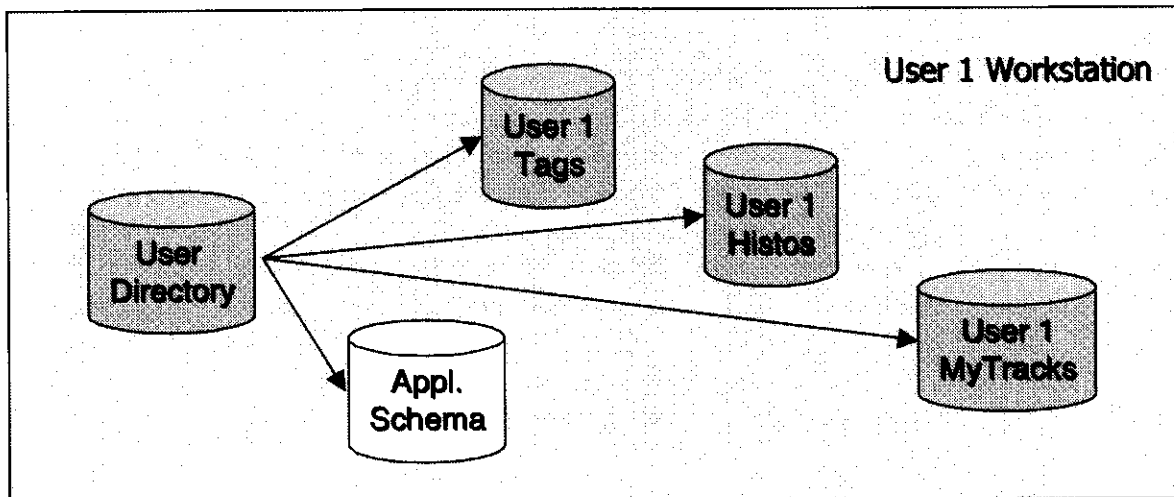 User 1 Workstation
User 1
Tags
User 1
Histos
User
Directory
User 1
MyTracks
Appl.
Schema